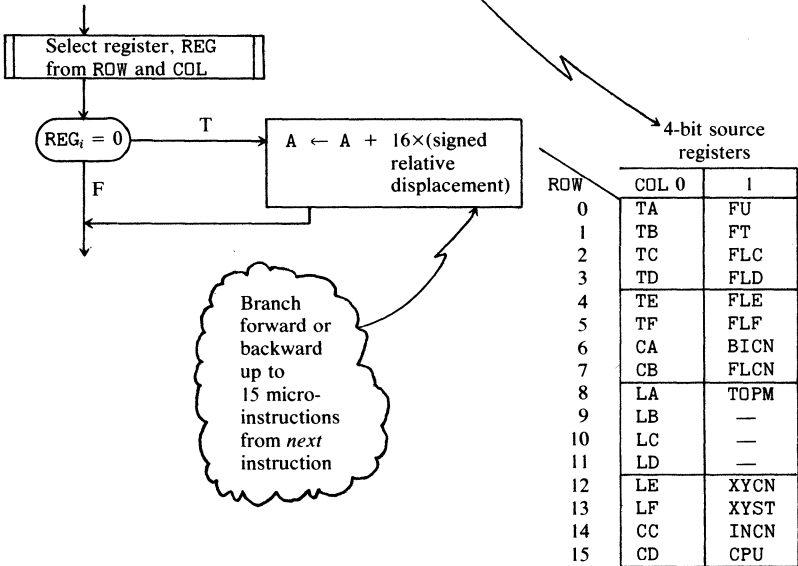 Select register, REG
from ROW and COL
REGi = 0
T
F
A ← A + 16×(signed
relative
displacement)
Branch
forward or
backward
up to
15 micro-
instructions
from next
instruction
4-bit source
registers
ROW COL 0 1
0 TA FU
1 TB FT
2 TC FLC
3 TD FLD
4 TE FLE
5 TF FLF
6 CA BICN
7 CB FLCN
8 LA TOPM
9 LB —
10 LC —
11 LD —
12 LE XYCN
13 LF XYST
14 CC INCN
15 CD CPU